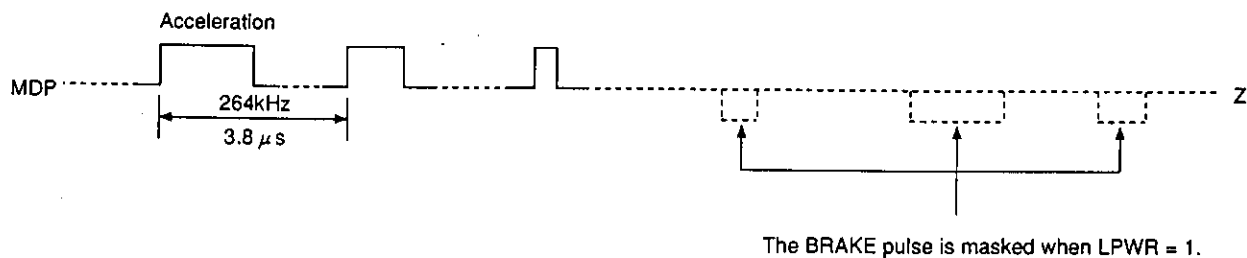 Acceleration
MDP
Z
264kHz
3.8 μs
The BRAKE pulse is masked when LPWR = 1.